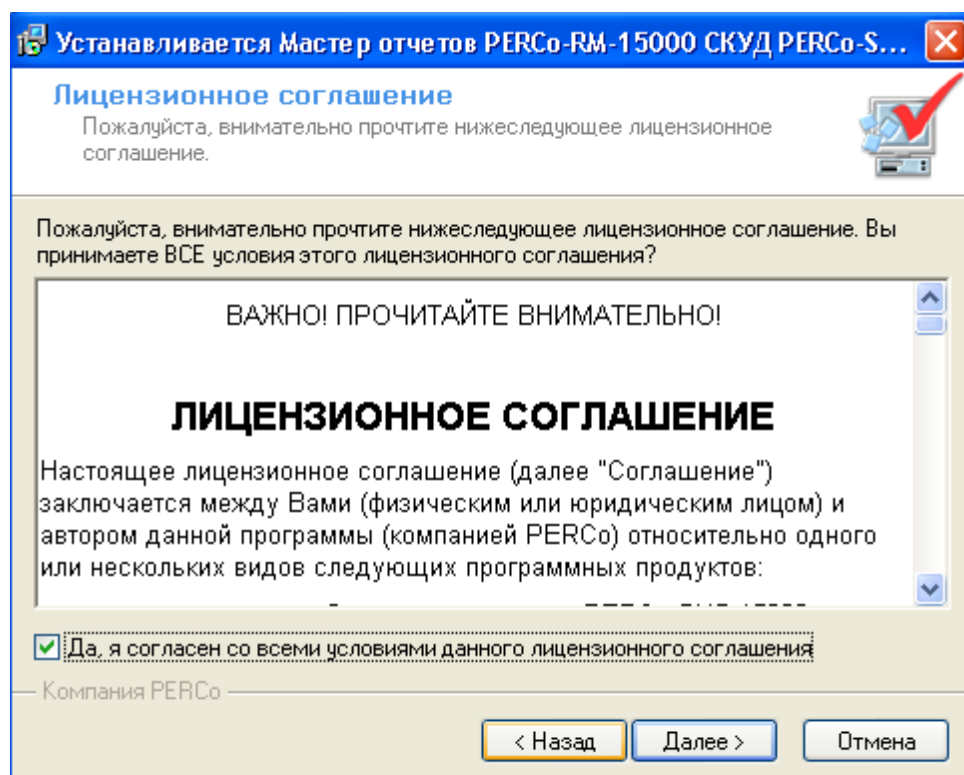 Устанавливается Мастер отчетов PERCo-RM-15000 СКУД PERCo-S...
Лицензионное соглашение
Пожалуйста, внимательно прочтите нижеследующее лицензионное
соглашение.
Пожалуйста, внимательно прочтите нижеследующее лицензионное соглашение. Вы
принимаете ВСЕ условия этого лицензионного соглашения?
ВАЖНО! ПРОЧИТАЙТЕ ВНИМАТЕЛЬНО!
ЛИЦЕНЗИОННОЕ СОГЛАШЕНИЕ
Настоящее лицензионное соглашение (далее "Соглашение")
заключается между Вами (физическим или юридическим лицом) и
автором данной программы (компанией PERCo) относительно одного
или нескольких видов следующих программных продуктов:
Да, я согласен со всеми условиями данного лицензионного соглашения
Компания PERCo
< Назад
Далее >
Отмена